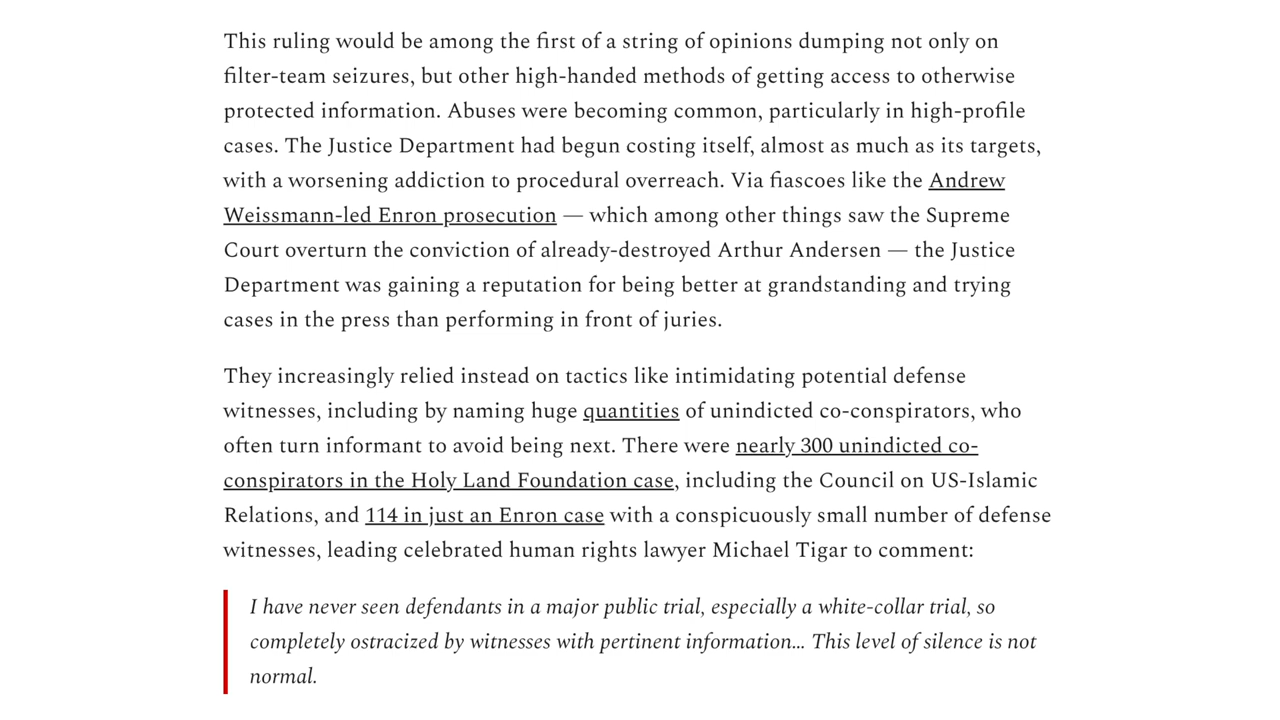 This ruling would be among the first of a string of opinions dumping not only on
filter-team seizures, but other high-handed methods of getting access to otherwise
protected information. Abuses were becoming common, particularly in high-profile
cases. The Justice Department had begun costing itself, almost as much as its targets,
with a worsening addiction to procedural overreach. Via fiascoes like the Andrew
Weissmann-led Enron prosecution — which among other things saw the Supreme
Court overturn the conviction of already-destroyed Arthur Andersen — the Justice
Department was gaining a reputation for being better at grandstanding and trying
cases in the press than performing in front of juries.
They increasingly relied instead on tactics like intimidating potential defense
witnesses, including by naming huge quantities of unindicted co-conspirators, who
often turn informant to avoid being next. There were nearly 300 unindicted co-
conspirators in the Holy Land Foundation case, including the Council on US-Islamic
Relations, and 114 in just an Enron case with a conspicuously small number of defense
witnesses, leading celebrated human rights lawyer Michael Tigar to comment:
I have never seen defendants in a major public trial, especially a white-collar trial, so
completely ostracized by witnesses with pertinent information… This level of silence is not
normal.